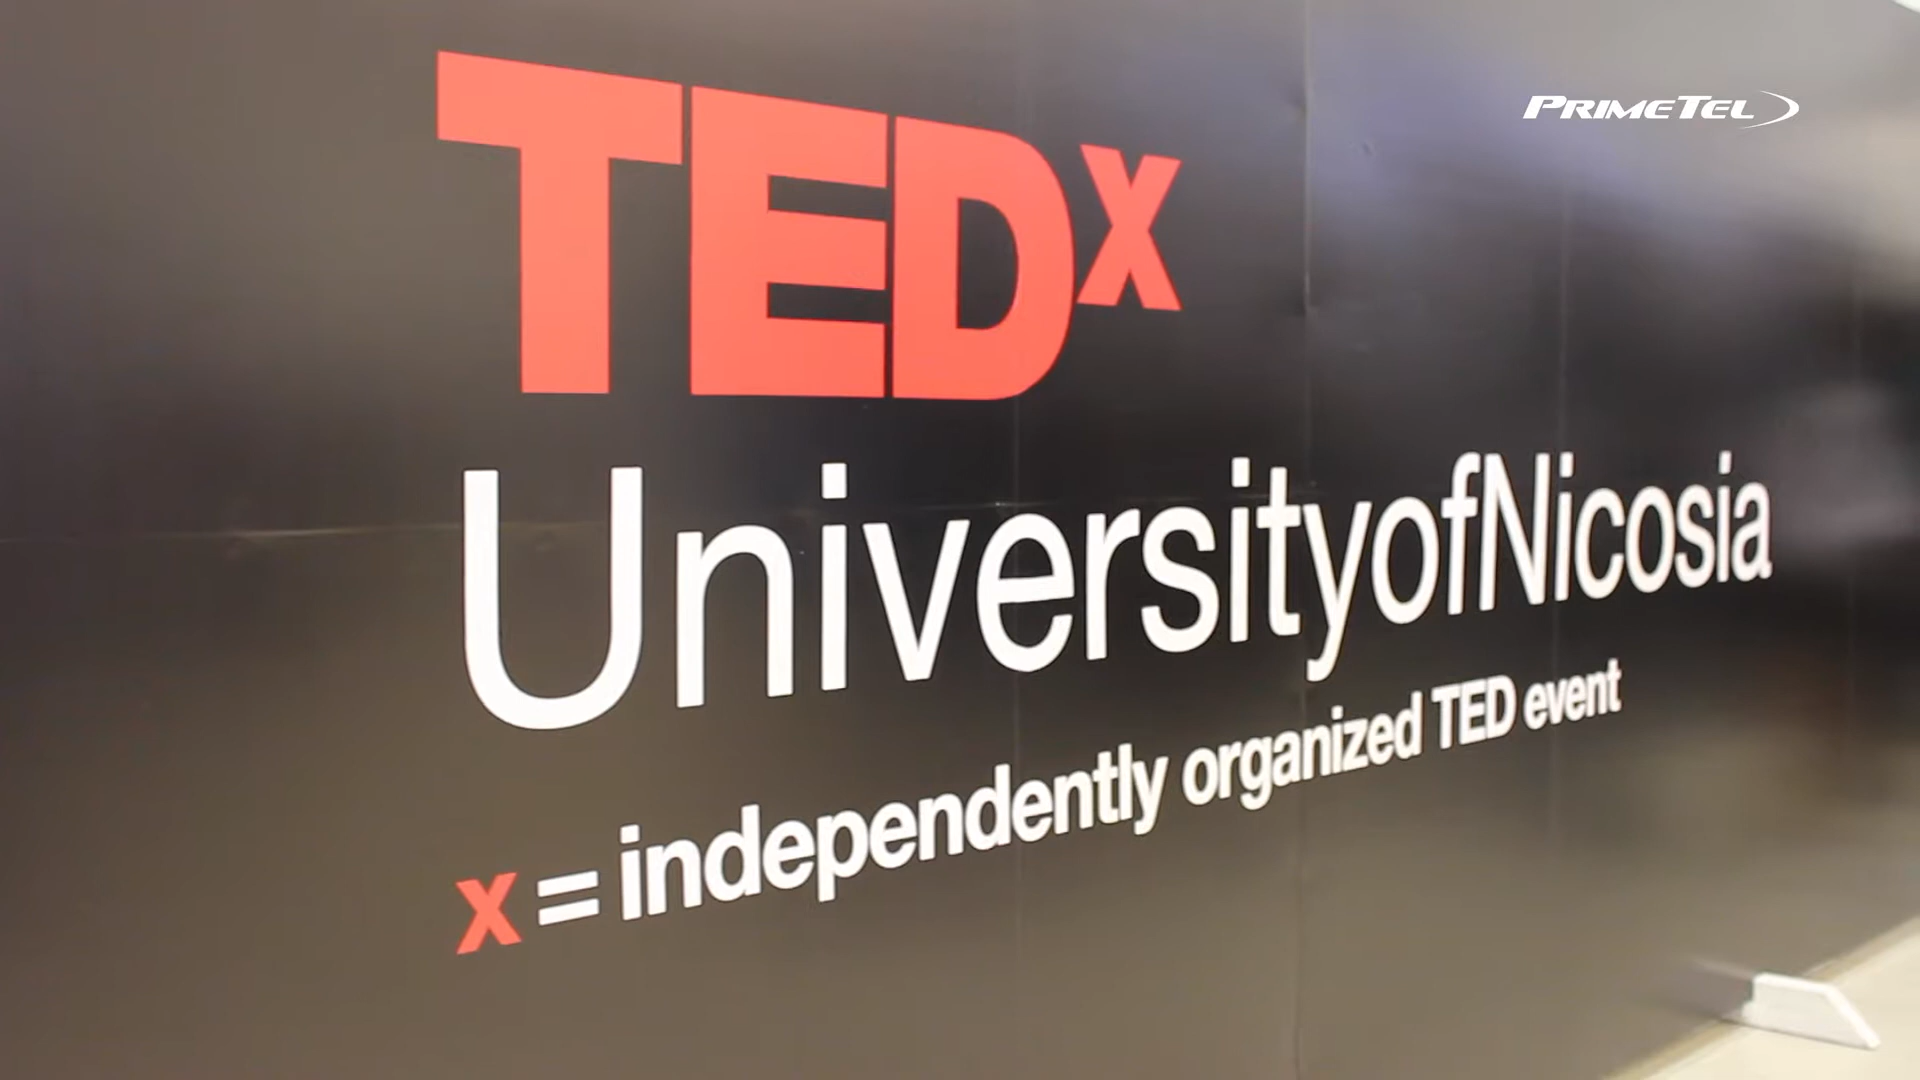 PRIMETEL
TEDx
UniversityofNicosia
x = independently organized TED event